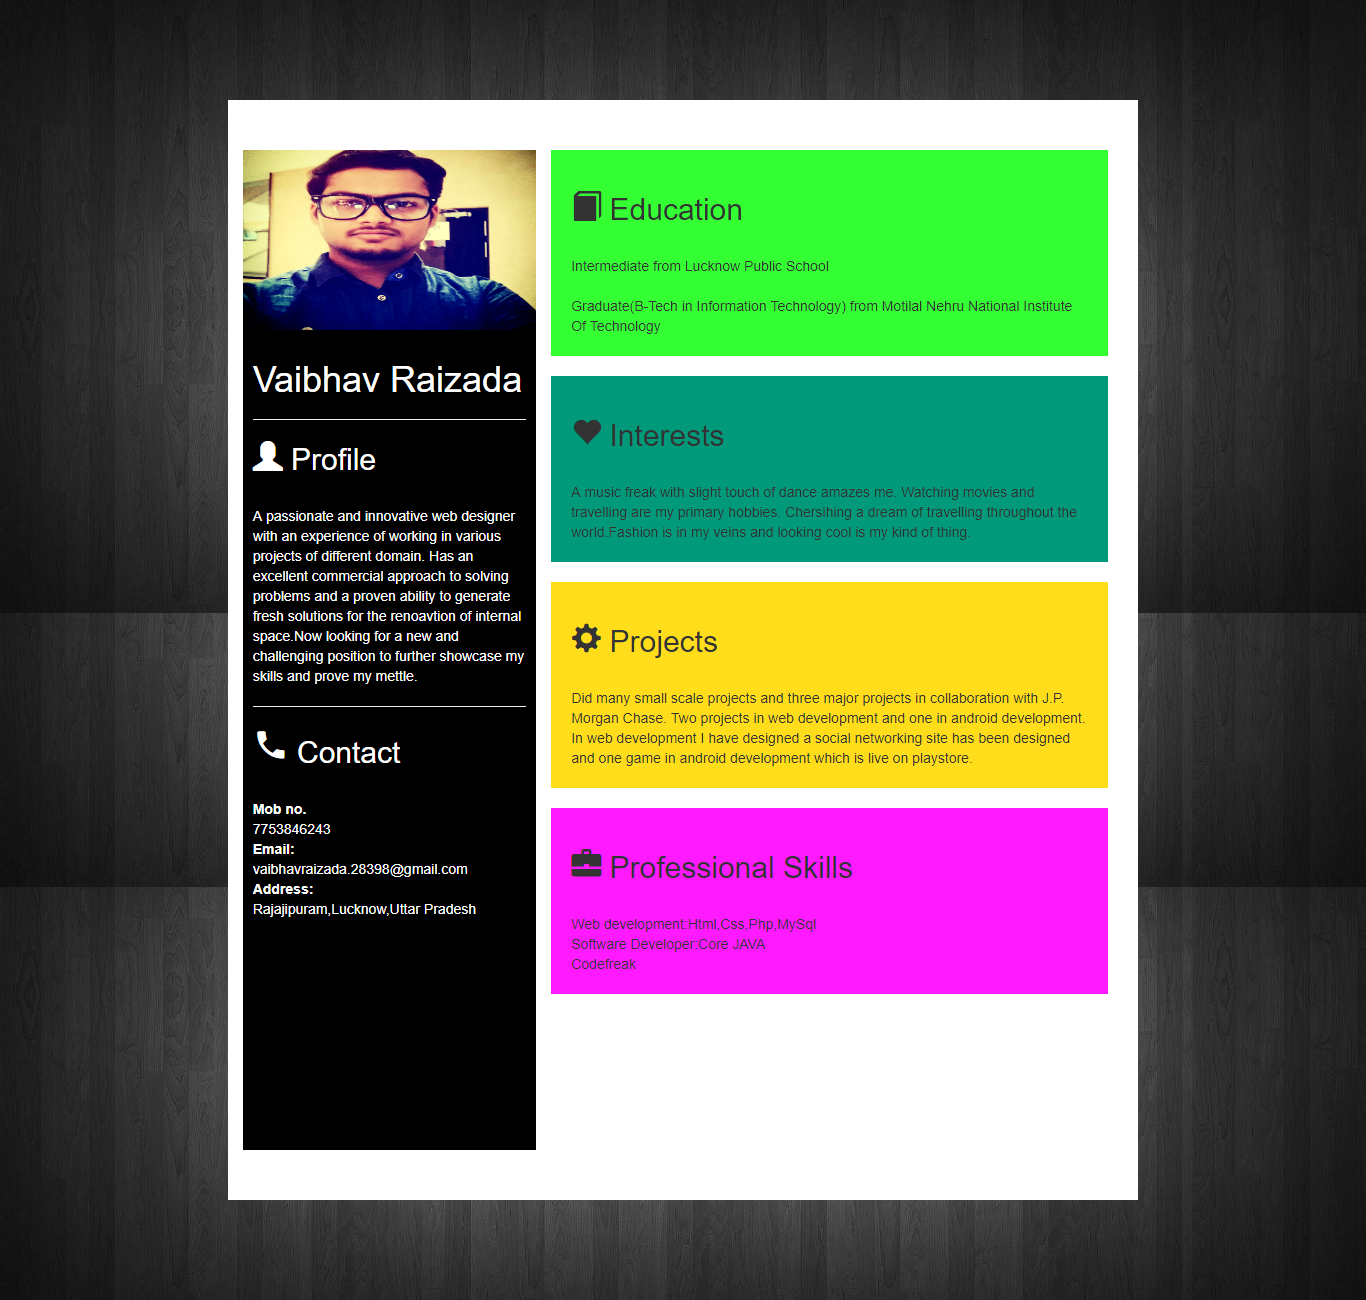 Vaibhav Raizada
Profile
A passionate and innovative web designer
with an experience of working in various
projects of different domain. Has an
excellent commercial approach to solving
problems and a proven ability to generate
fresh solutions for the renoavtion of internal
space.Now looking for a new and
challenging position to further showcase my
skills and prove my mettle.
Contact
Mob no.
7753846243
Email:
vaibhavraizada.28398@gmail.com
Address:
Rajajipuram,Lucknow,Uttar Pradesh
Education
Intermediate from Lucknow Public School
Graduate(B-Tech in Information Technology) from Motilal Nehru National Institute
Of Technology
Interests
A music freak with slight touch of dance amazes me. Watching movies and
travelling are my primary hobbies. Chersihing a dream of travelling throughout the
world.Fashion is in my veins and looking cool is my kind of thing.
Projects
Did many small scale projects and three major projects in collaboration with J.P.
Morgan Chase. Two projects in web development and one in android development.
In web development I have designed a social networking site has been designed
and one game in android development which is live on playstore.
Professional Skills
Web development:Html,Css,Php,MySql
Software Developer:Core JAVA
Codefreak